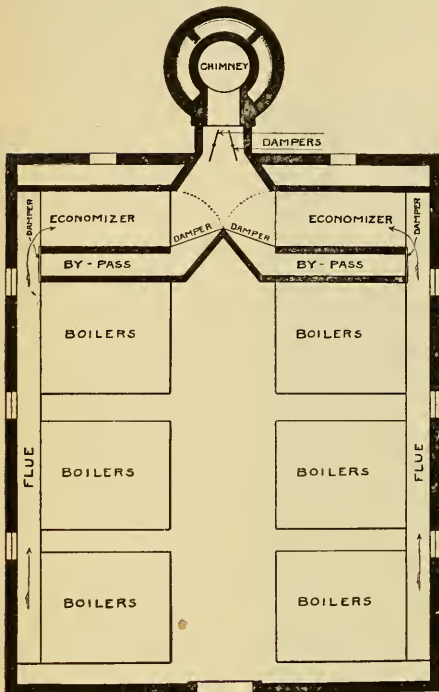 CHIMNEY
DAMPERS
DAMPER
ECONOMIZER
DAMPER
DAMPER
ECONOMIZER
DAMPER
BY-PASS
BY-PASS
BOILERS
BOILERS
FLUE
BOILERS
BOILERS
FLUE
BOILERS
BOILERS